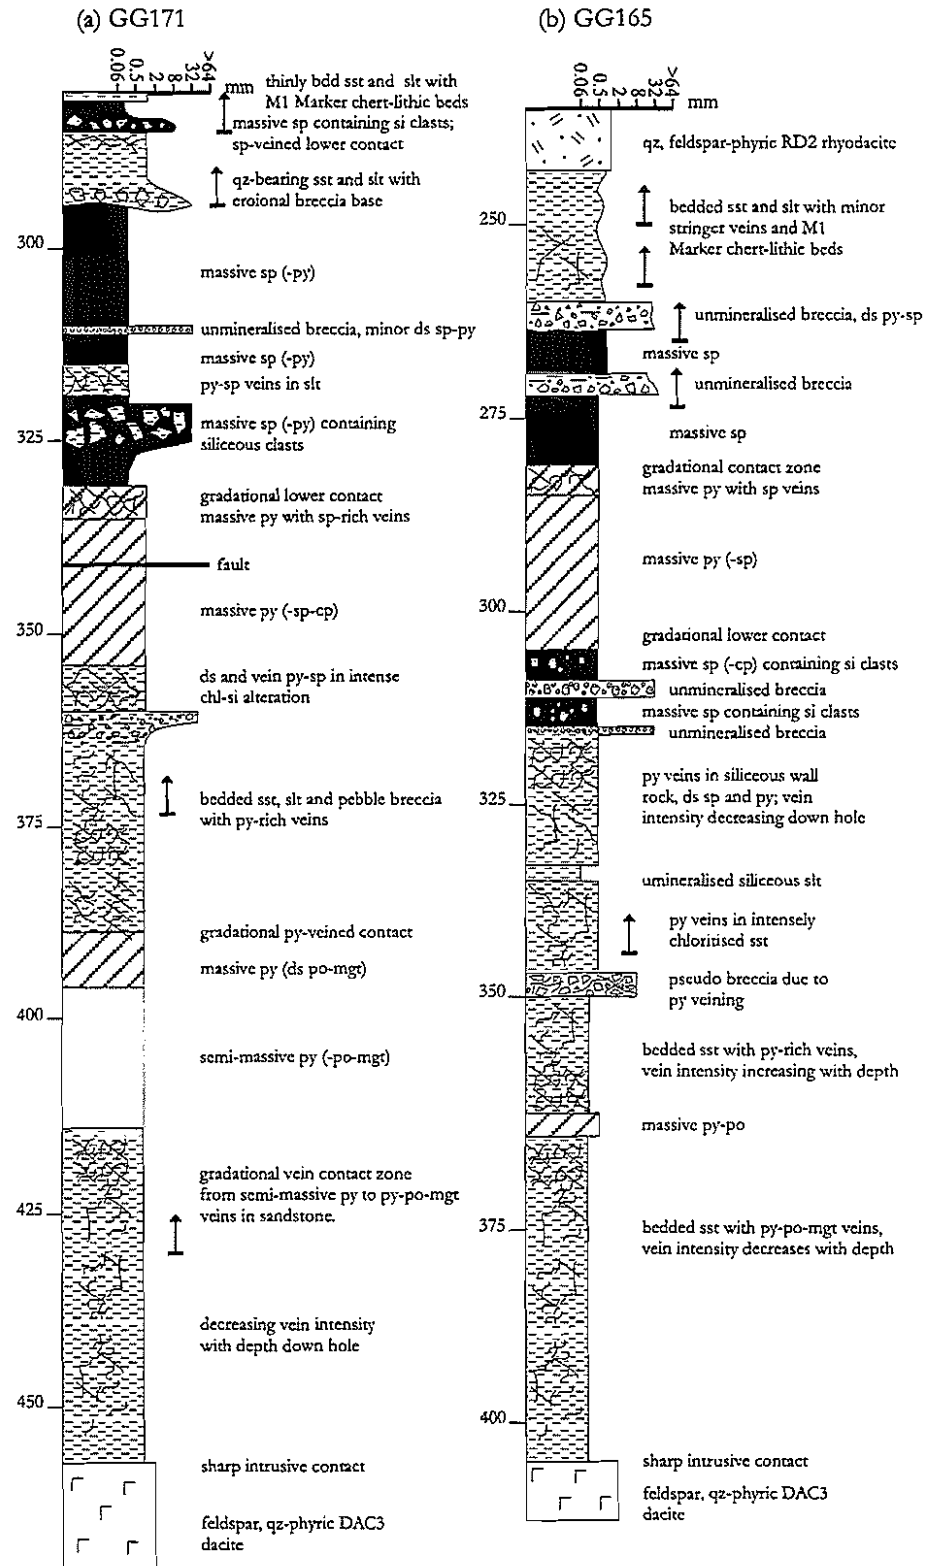 (a) GG171
0.06
0.5
2
8
32
>64
mm
thinly bdd sst and slt with
M1 Marker chert-lithic beds
massive sp containing si clasts;
sp-veined lower contact
qz-bearing sst and slt with
eroional breccia base
300
massive sp (-py)
unmineralised breccia, minor ds sp-py
massive sp (-py)
py-sp veins in slt
325
massive sp (-py) containing
siliceous clasts
gradational lower contact
massive py with sp-rich veins
fault
massive py (-sp-cp)
350
ds and vein py-sp in intense
chl-si alteration
bedded sst, slt and pebble breccia
with py-rich veins
375
gradational py-veined contact
massive py (ds po-mgt)
400
semi-massive py (-po-mgt)
gradational vein contact zone
from semi-massive py to py-po-mgt
veins in sandstone.
425
decreasing vein intensity
with depth down hole
450
sharp intrusive contact
feldspar, qz-phyric DAC3
dacite
(b) GG165
0.06
0.5
2
8
32
>64
mm
qz, feldspar-phyric RD2 rhyodacite
250
bedded sst and slt with minor
stringer veins and M1
Marker chert-lithic beds
unmineralised breccia, ds py-sp
massive sp
unmineralised breccia
275
massive sp
gradational contact zone
massive py with sp veins
massive py (-sp)
300
gradational lower contact
massive sp (-cp) containing si clasts
unmineralised breccia
massive sp containing si clasts
unmineralised breccia
py veins in siliceous wall
rock, ds sp and py; vein
intensity decreasing down hole
325
umineralised siliceous slt
py veins in intensely
chloritised sst
pseudo breccia due to
py veining
350
bedded sst with py-rich veins,
vein intensity increasing with depth
massive py-po
375
bedded sst with py-po-mgt veins,
vein intensity decreases with depth
400
sharp intrusive contact
feldspar, qz-phyric DAC3
dacite